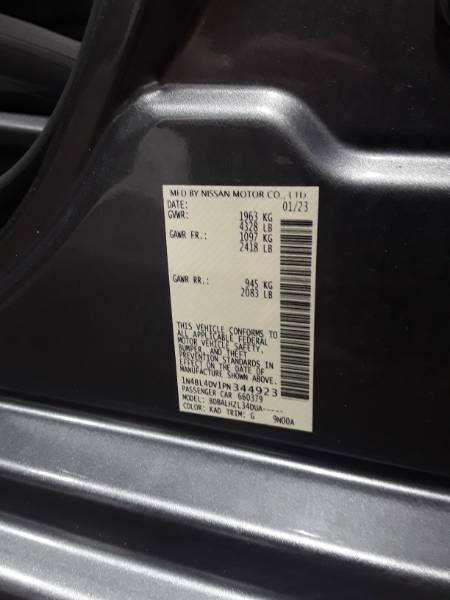 MFD BY NISSAN MOTOR CO., LTD
DATE: 01/23
GVWR: 1963 KG
4328 LB
GAWR FR.: 1097 KG
2418 LB
GAWR RR.: 945 KG
2083 LB
THIS VEHICLE CONFORMS TO
ALL APPLICABLE FEDERAL
MOTOR VEHICLE SAFETY,
BUMPER, AND THEFT
PREVENTION STANDARDS IN
EFFECT ON THE DATE OF
MANUFACTURE SHOWN ABOVE.
1N4BL4DV1PN344923
PASSENGER CAR 660379
MODEL: BDBALHZL34DUA-----
COLOR: KAD TRIM: G 9N00A